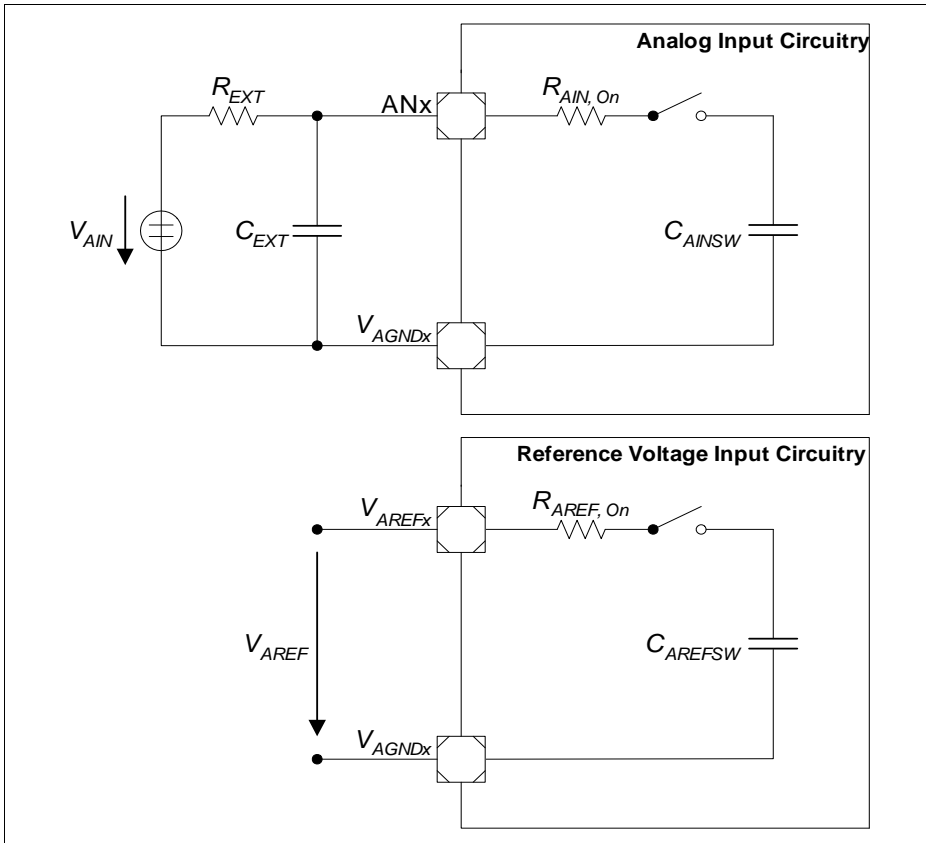 Analog Input Circuitry
R_EXT
ANx
R_AIN, On
V_AIN
C_EXT
C_AINSW
V_AGNDx
Reference Voltage Input Circuitry
V_AREFx
R_AREF, On
V_AREF
C_AREFSW
V_AGNDx